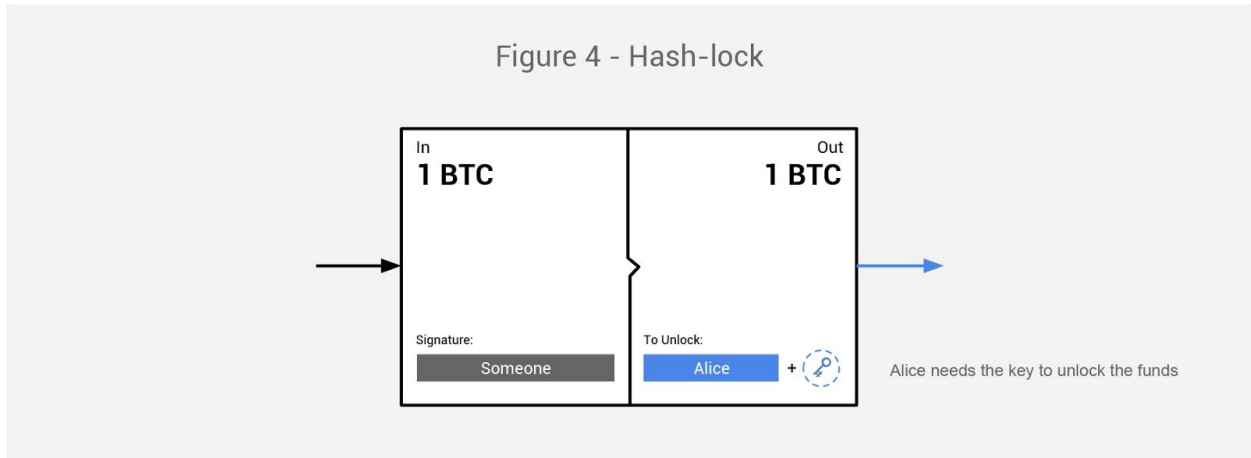 Figure 4 - Hash-lock
In
1 BTC
Out
1 BTC
Signature:
Someone
To Unlock:
Alice
+
Alice needs the key to unlock the funds